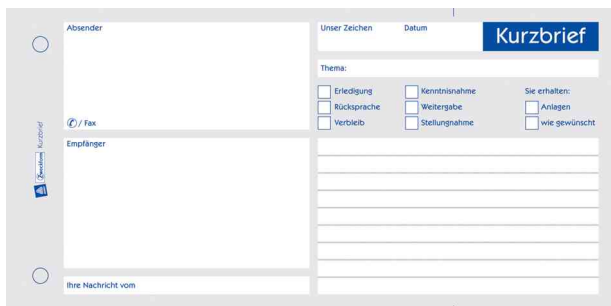 Absender
Unser Zeichen
Datum
Kurzbrief
Thema:
Erledigung
Kenntnisnahme
Sie erhalten:
Rücksprache
Weitergabe
Anlagen
Verbleib
Stellungnahme
wie gewünscht
/ Fax
Empfänger
Ihre Nachricht vom
Zweckform Kurzbrief